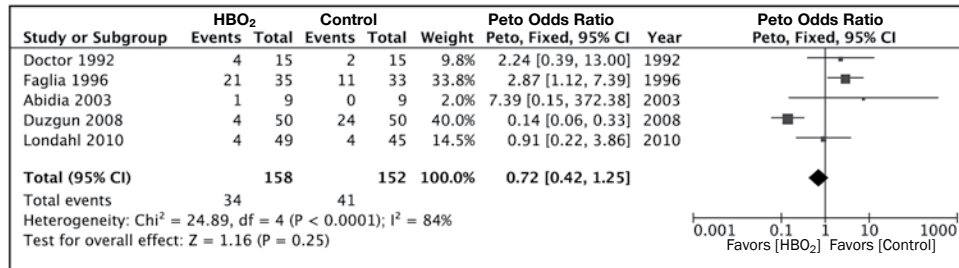 HBO₂ Control Peto Odds Ratio Peto Odds Ratio
Study or Subgroup Events Total Events Total Weight Peto, Fixed, 95% CI Year Peto, Fixed, 95% CI
Doctor 1992 4 15 2 15 9.8% 2.24 [0.39, 13.00] 1992
Faglia 1996 21 35 11 33 33.8% 2.87 [1.12, 7.39] 1996
Abidia 2003 1 9 0 9 2.0% 7.39 [0.15, 372.38] 2003
Duzgun 2008 4 50 24 50 40.0% 0.14 [0.06, 0.33] 2008
Londahl 2010 4 49 4 45 14.5% 0.91 [0.22, 3.86] 2010
Total (95% CI) 158 152 100.0% 0.72 [0.42, 1.25]
Total events 34 41
Heterogeneity: Chi² = 24.89, df = 4 (P < 0.0001); I² = 84%
Test for overall effect: Z = 1.16 (P = 0.25)
0.001 0.1 1 10 1000
Favors [HBO₂] Favors [Control]